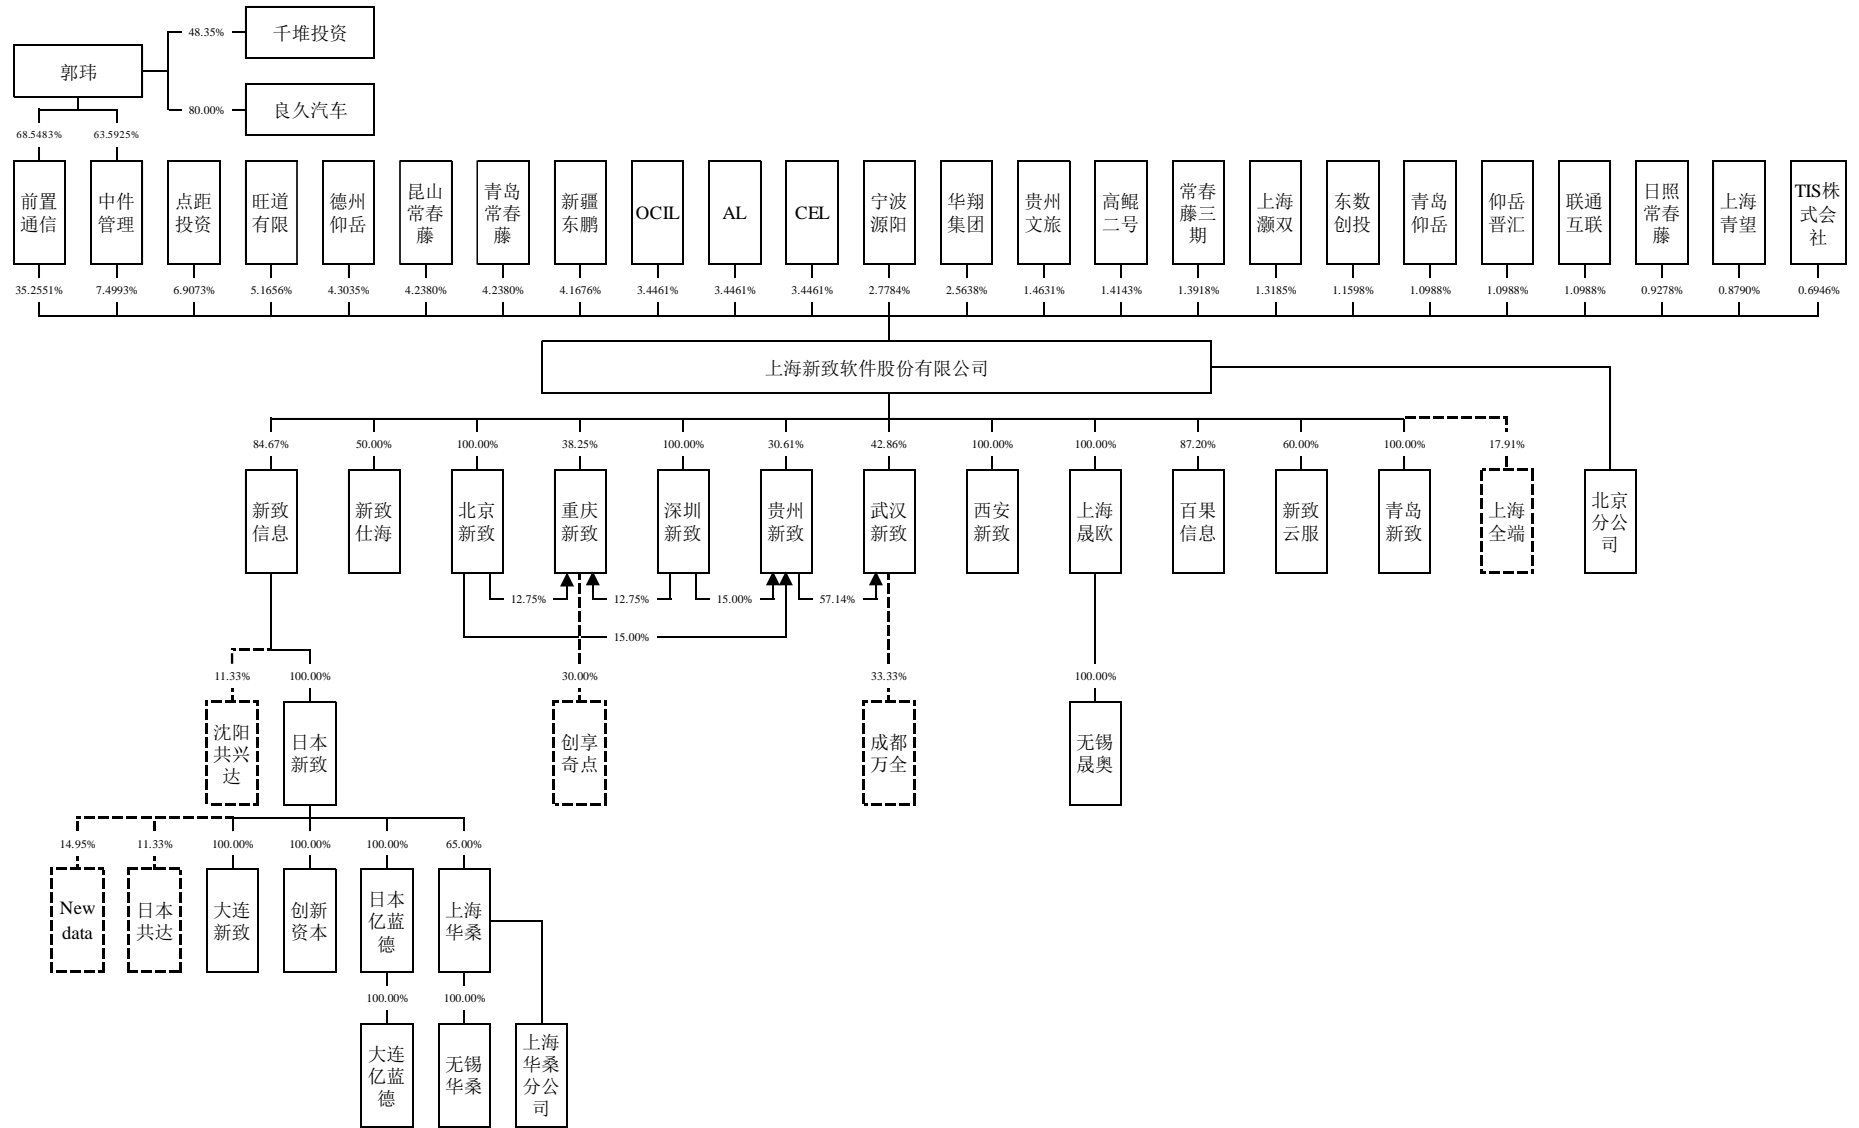 千堆投资
48.35%
郭玮
80.00%
良久汽车
68.5483%
63.5925%
前置
通信
中件
管理
点距
投资
旺道
有限
德州
仰岳
昆山
常春
藤
青岛
常春
藤
新疆
东鹏
OCIL
AL
CEL
宁波
源阳
华翔
集团
贵州
文旅
高鲲
二号
常春
藤三
期
上海
灏双
东数
创投
青岛
仰岳
仰岳
晋汇
联通
互联
日照
常春
藤
上海
青望
TIS株
式会
社
35.2551%
7.4993%
6.9073%
5.1656%
4.3035%
4.2380%
4.2380%
4.1676%
3.4461%
3.4461%
3.4461%
2.7784%
2.5638%
1.4631%
1.4143%
1.3918%
1.3185%
1.1598%
1.0988%
1.0988%
1.0988%
0.9278%
0.8790%
0.6946%
上海新致软件股份有限公司
84.67%
50.00%
100.00%
38.25%
100.00%
30.61%
42.86%
100.00%
100.00%
87.20%
60.00%
100.00%
17.91%
新致
信息
新致
仕海
北京
新致
重庆
新致
深圳
新致
贵州
新致
武汉
新致
西安
新致
上海
晟欧
百果
信息
新致
云服
青岛
新致
上海
全端
北京
分公
司
12.75%
12.75%
15.00%
57.14%
15.00%
11.33%
100.00%
30.00%
33.33%
100.00%
沈阳
共兴
达
日本
新致
创享
奇点
成都
万全
无锡
晟奥
14.95%
11.33%
100.00%
100.00%
100.00%
65.00%
New
data
日本
共达
大连
新致
创新
资本
日本
亿蓝
德
上海
华桑
100.00%
100.00%
大连
亿蓝
德
无锡
华桑
上海
华桑
分公
司